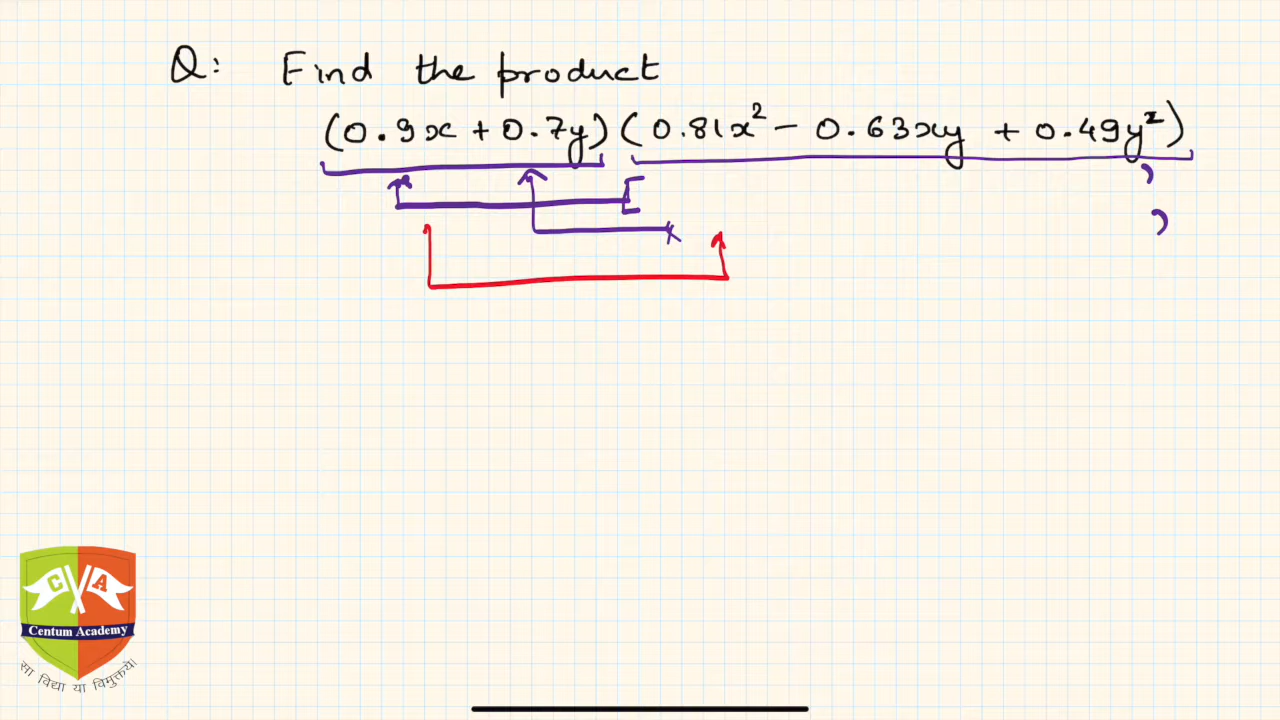 Q: Find the product
(0.9x + 0.7y) (0.81x² - 0.63xy + 0.49y²)
C A
Centum Academy
सा विद्या या विमुक्तये।